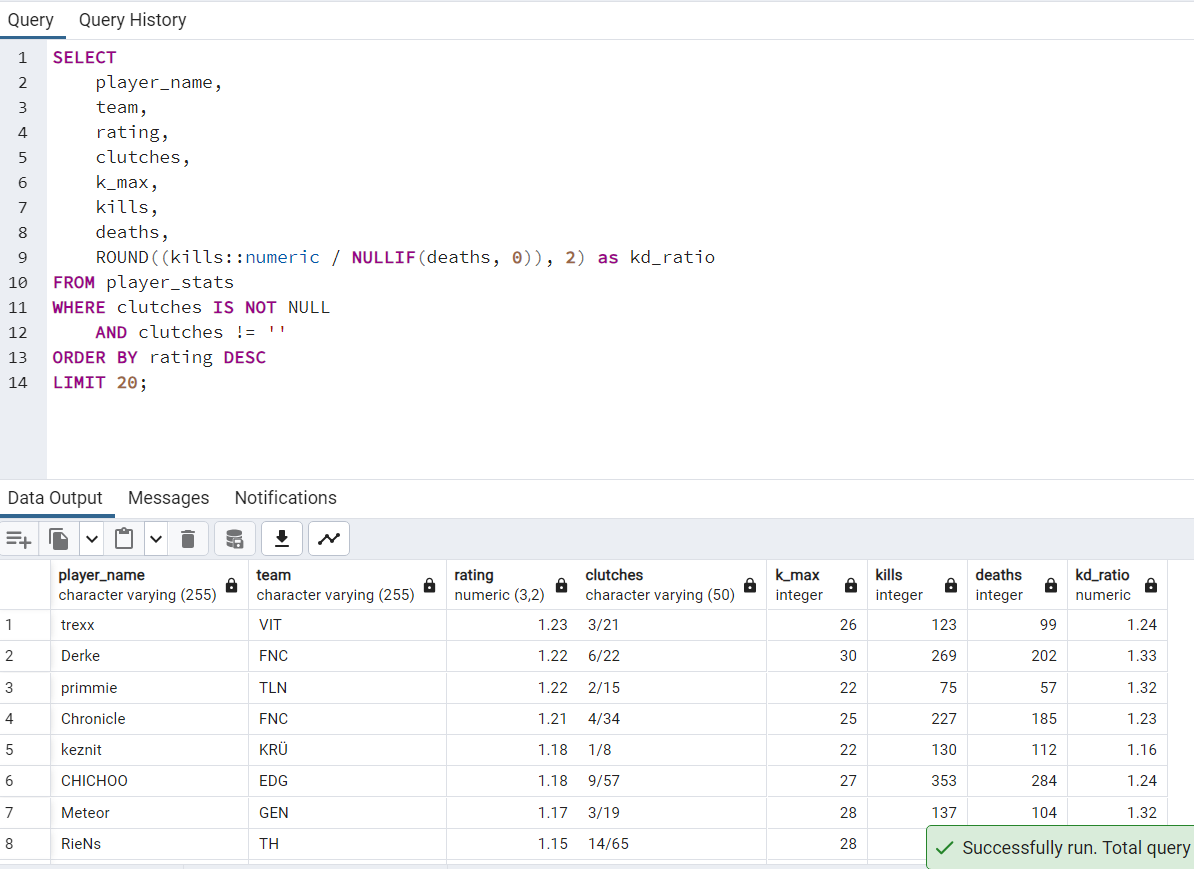 Query Query History
1 SELECT
2 player_name,
3 team,
4 rating,
5 clutches,
6 k_max,
7 kills,
8 deaths,
9 ROUND((kills::numeric / NULLIF(deaths, 0)), 2) as kd_ratio
10 FROM player_stats
11 WHERE clutches IS NOT NULL
12 AND clutches != ''
13 ORDER BY rating DESC
14 LIMIT 20;
Data Output Messages Notifications
player_name team rating clutches k_max kills deaths kd_ratio
character varying (255) character varying (255) numeric (3,2) character varying (50) integer integer integer numeric
1 trexx VIT 1.23 3/21 26 123 99 1.24
2 Derke FNC 1.22 6/22 30 269 202 1.33
3 primmie TLN 1.22 2/15 22 75 57 1.32
4 Chronicle FNC 1.21 4/34 25 227 185 1.23
5 keznit KRÜ 1.18 1/8 22 130 112 1.16
6 CHICHOO EDG 1.18 9/57 27 353 284 1.24
7 Meteor GEN 1.17 3/19 28 137 104 1.32
8 RieNs TH 1.15 14/65 28
Successfully run. Total query